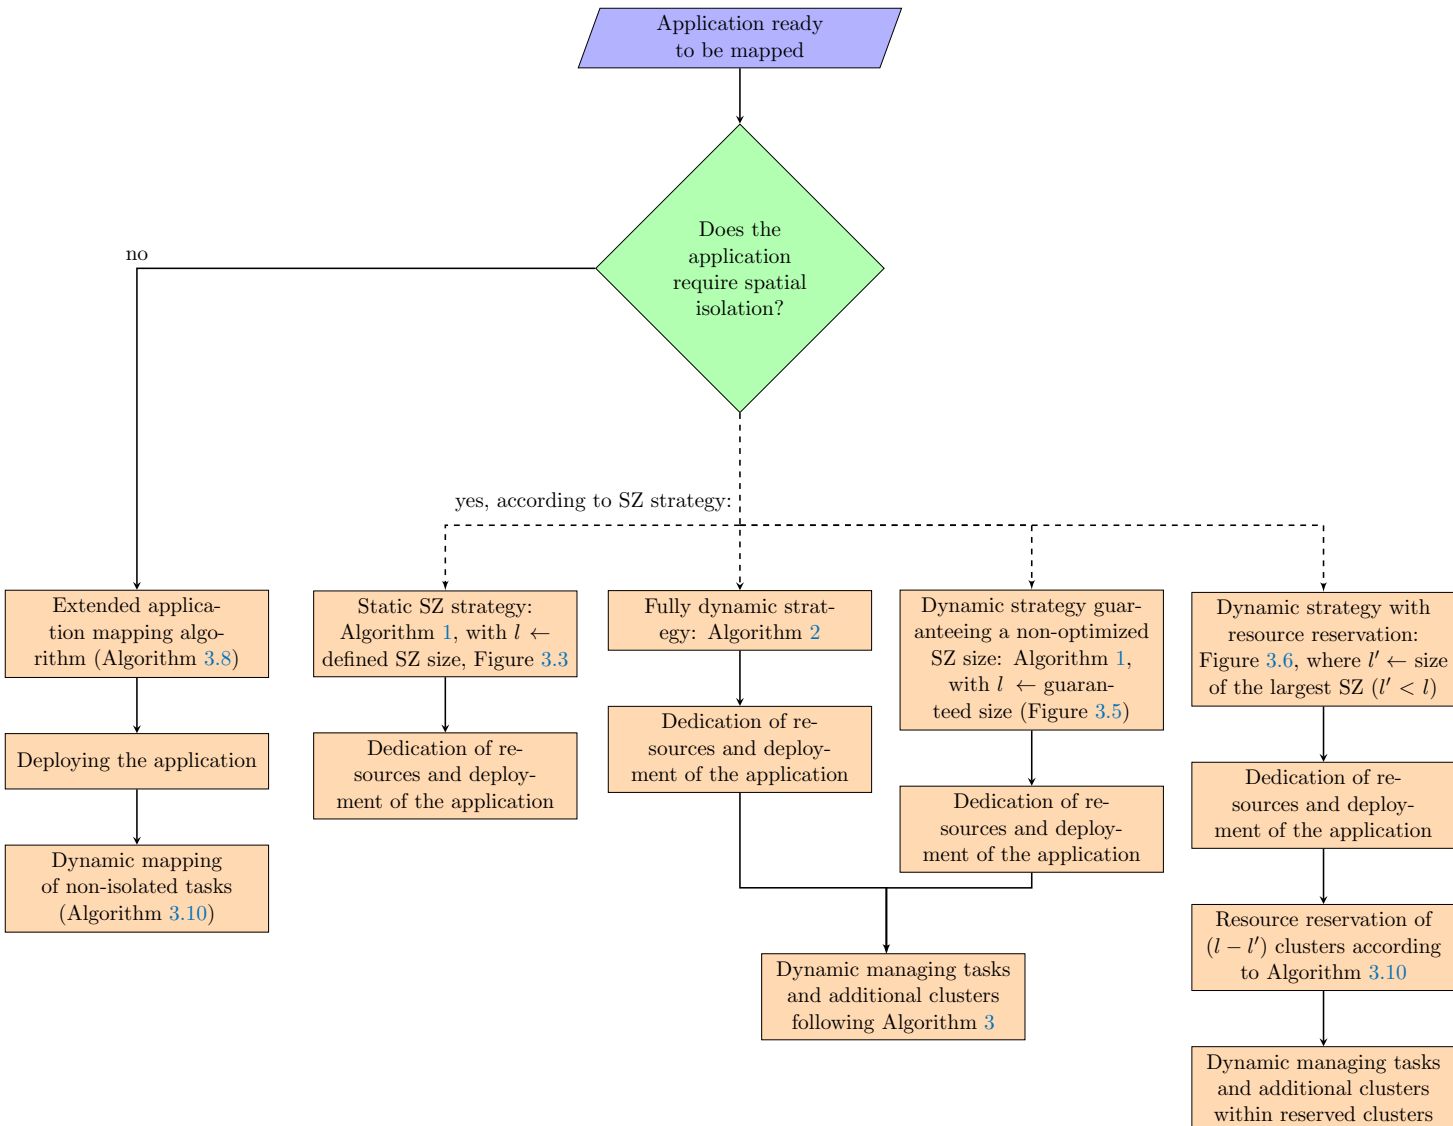 Application ready
to be mapped
Does the
application
require spatial
isolation?
no
yes, according to SZ strategy:
Extended applica-
tion mapping algo-
rithm (Algorithm 3.8)
Deploying the application
Dynamic mapping
of non-isolated tasks
(Algorithm 3.10)
Static SZ strategy:
Algorithm 1, with l ←
defined SZ size, Figure 3.3
Dedication of re-
sources and deploy-
ment of the application
Fully dynamic strat-
egy: Algorithm 2
Dedication of re-
sources and deploy-
ment of the application
Dynamic strategy guar-
anteeing a non-optimized
SZ size: Algorithm 1,
with l ← guaran-
teed size (Figure 3.5)
Dedication of re-
sources and deploy-
ment of the application
Dynamic managing tasks
and additional clusters
following Algorithm 3
Dynamic strategy with
resource reservation:
Figure 3.6, where l′ ← size
of the largest SZ (l′ < l)
Dedication of re-
sources and deploy-
ment of the application
Resource reservation of
(l − l′) clusters according
to Algorithm 3.10
Dynamic managing tasks
and additional clusters
within reserved clusters